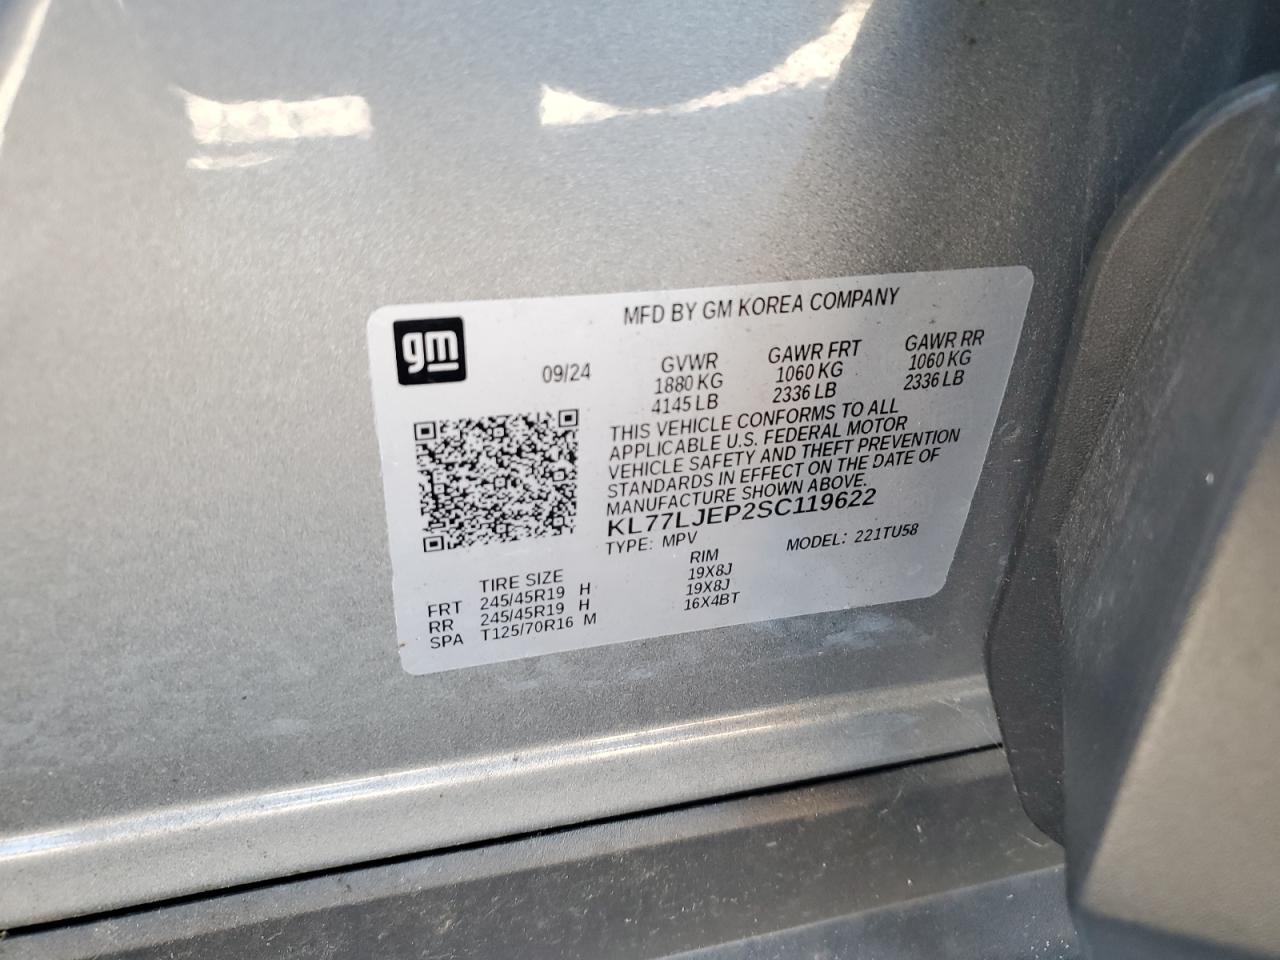 gm
MFD BY GM KOREA COMPANY
09/24
GVWR GAWR FRT GAWR RR
1880 KG 1060 KG 1060 KG
4145 LB 2336 LB 2336 LB
THIS VEHICLE CONFORMS TO ALL
APPLICABLE U.S. FEDERAL MOTOR
VEHICLE SAFETY AND THEFT PREVENTION
STANDARDS IN EFFECT ON THE DATE OF
MANUFACTURE SHOWN ABOVE.
KL77LJEP2SC119622
TYPE: MPV MODEL: 221TU58
TIRE SIZE RIM
FRT 245/45R19 H 19X8J
RR 245/45R19 H 19X8J
SPA T125/70R16 M 16X4BT